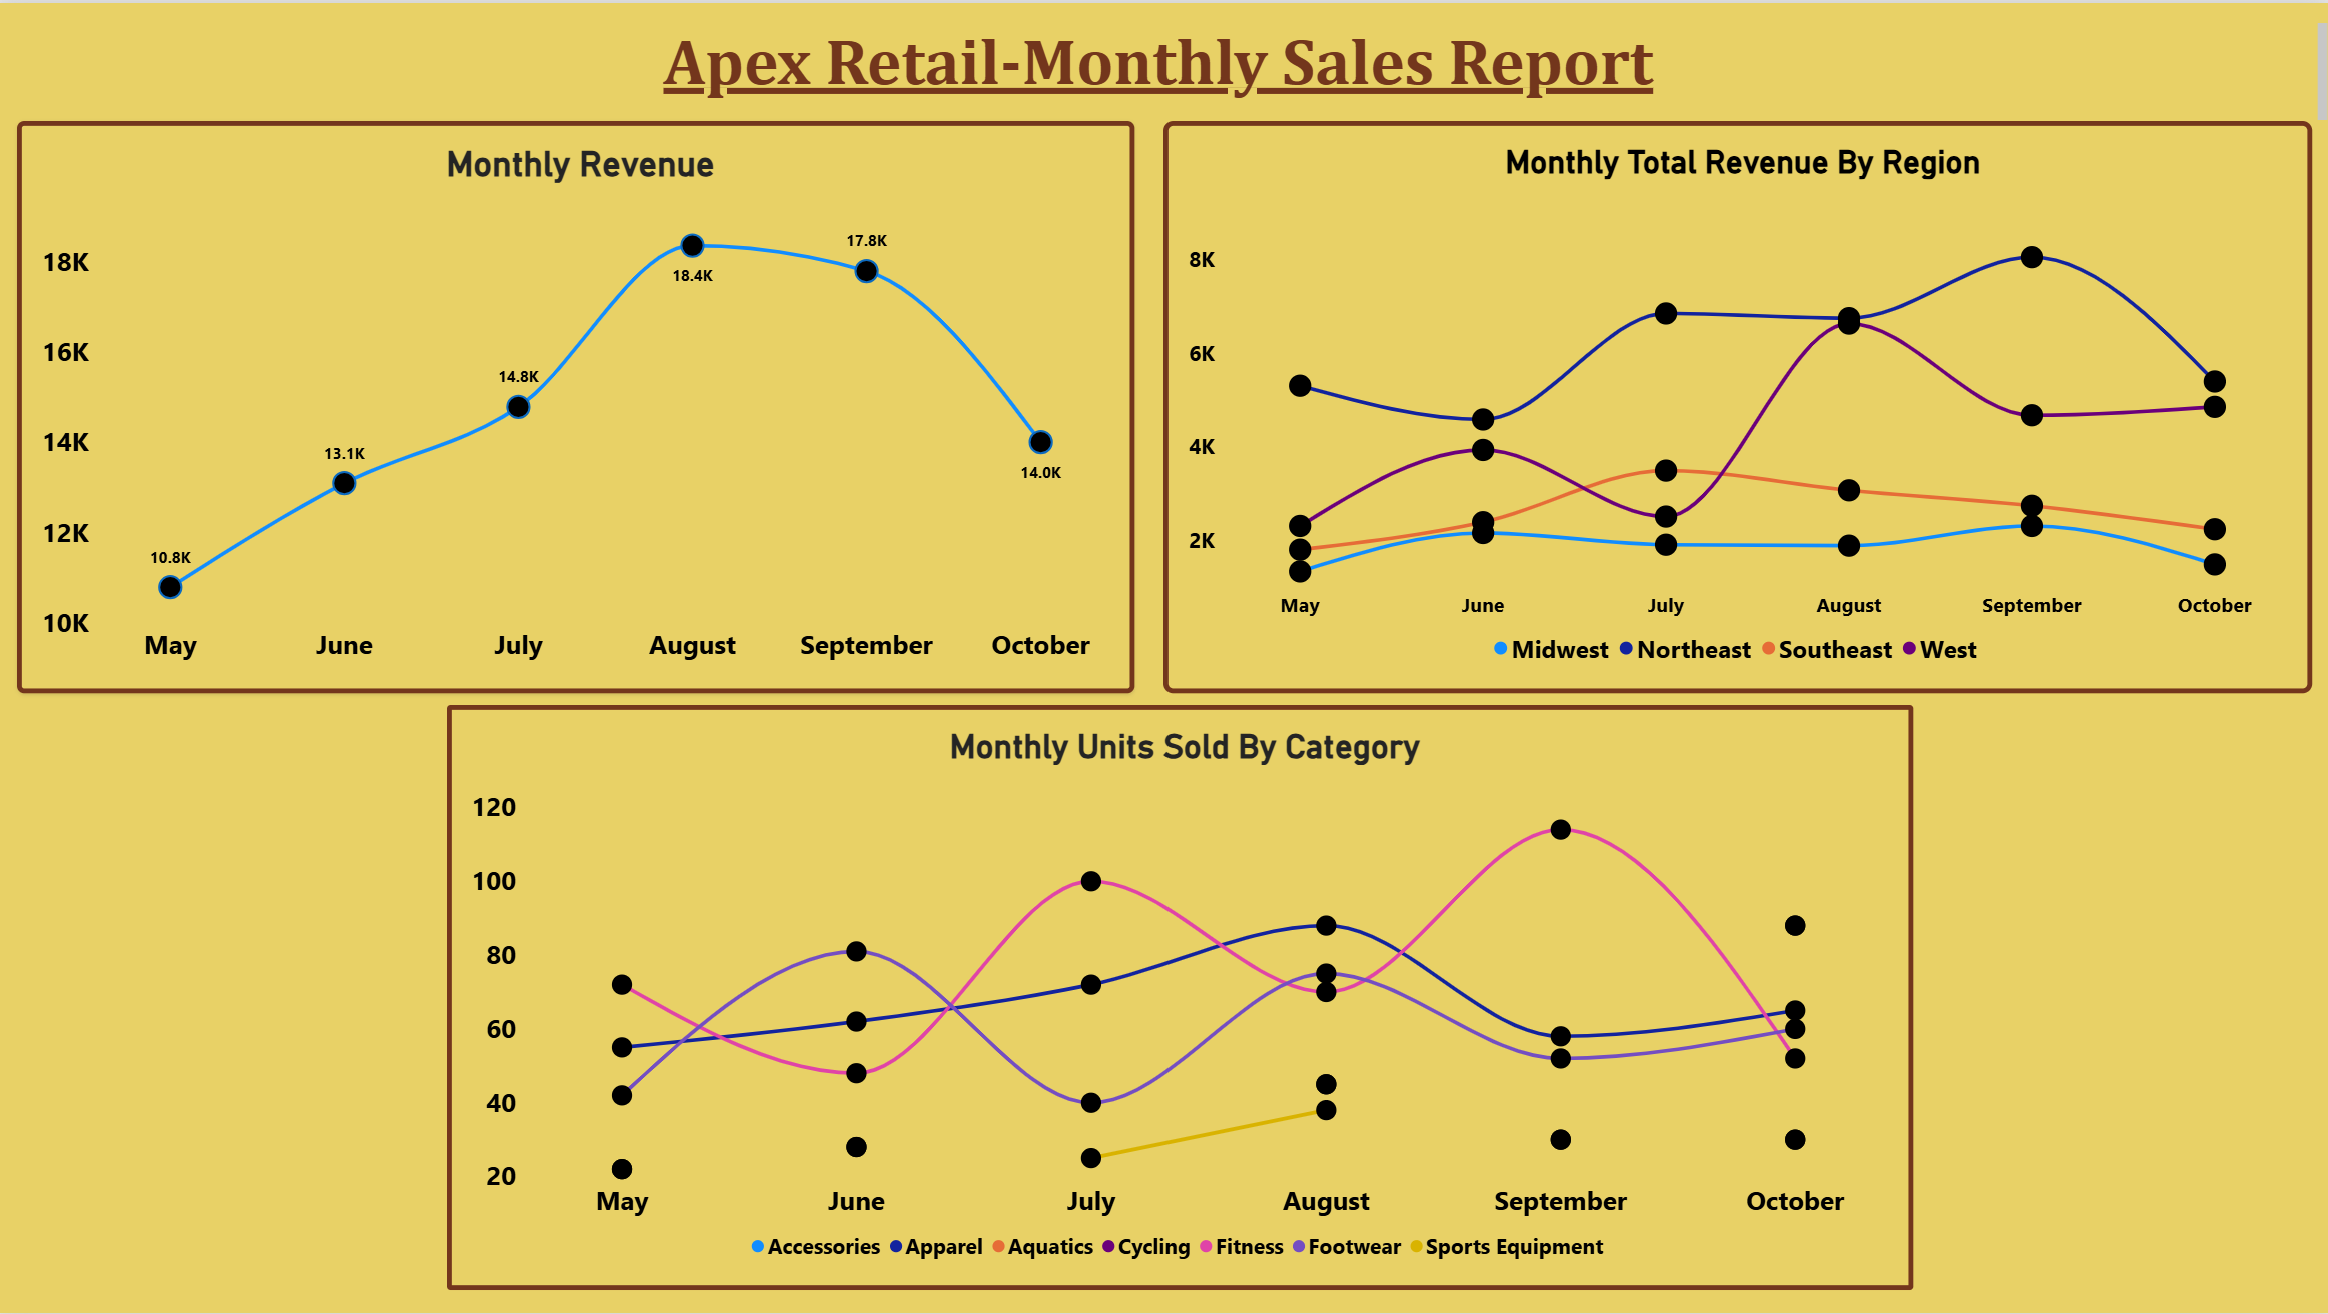 Apex Retail-Monthly Sales Report
Monthly Revenue
18K
16K
14K
12K
10K
10.8K
13.1K
14.8K
18.4K
17.8K
14.0K
May June July August September October
Monthly Total Revenue By Region
8K
6K
4K
2K
May June July August September October
Midwest Northeast Southeast West
Monthly Units Sold By Category
120
100
80
60
40
20
May June July August September October
Accessories Apparel Aquatics Cycling Fitness Footwear Sports Equipment